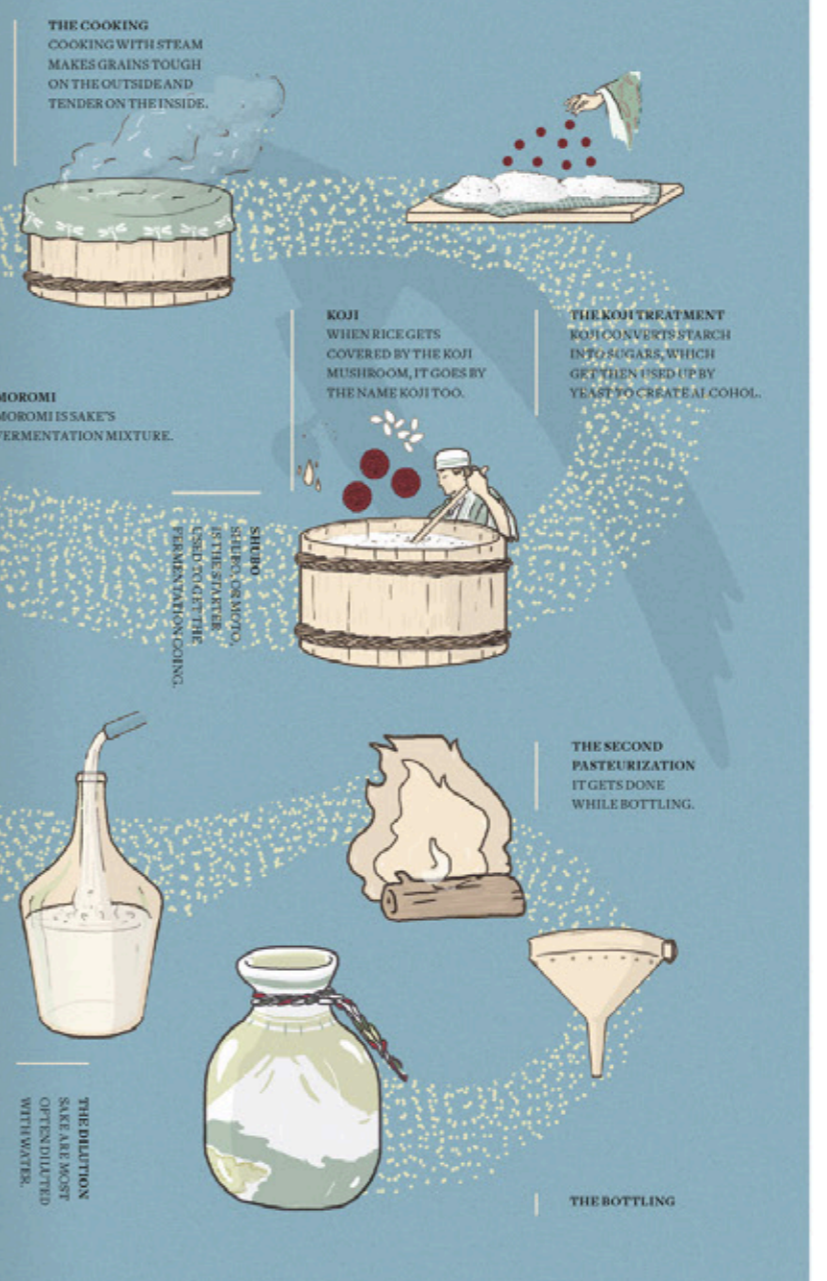 THE COOKING
COOKING WITH STEAM
MAKES GRAINS TOUGH
ON THE OUTSIDE AND
TENDER ON THE INSIDE.
KOJI
WHEN RICE GETS
COVERED BY THE KOJI
MUSHROOM, IT GOES BY
THE NAME KOJI TOO.
THE KOJI TREATMENT
KOJI CONVERTS STARCH
INTO SUGARS, WHICH
GET THEN USED UP BY
YEAST TO CREATE ALCOHOL.
MOROMI
MOROMI IS SAKE'S
FERMENTATION MIXTURE.
SHUBO
SHUBO, OR MOTO,
IS THE STARTER
USED TO GET THE
FERMENTATION GOING.
THE SECOND
PASTEURIZATION
IT GETS DONE
WHILE BOTTLING.
THE DILUTION
SAKE ARE MOST
OFTEN DILUTED
WITH WATER.
THE BOTTLING